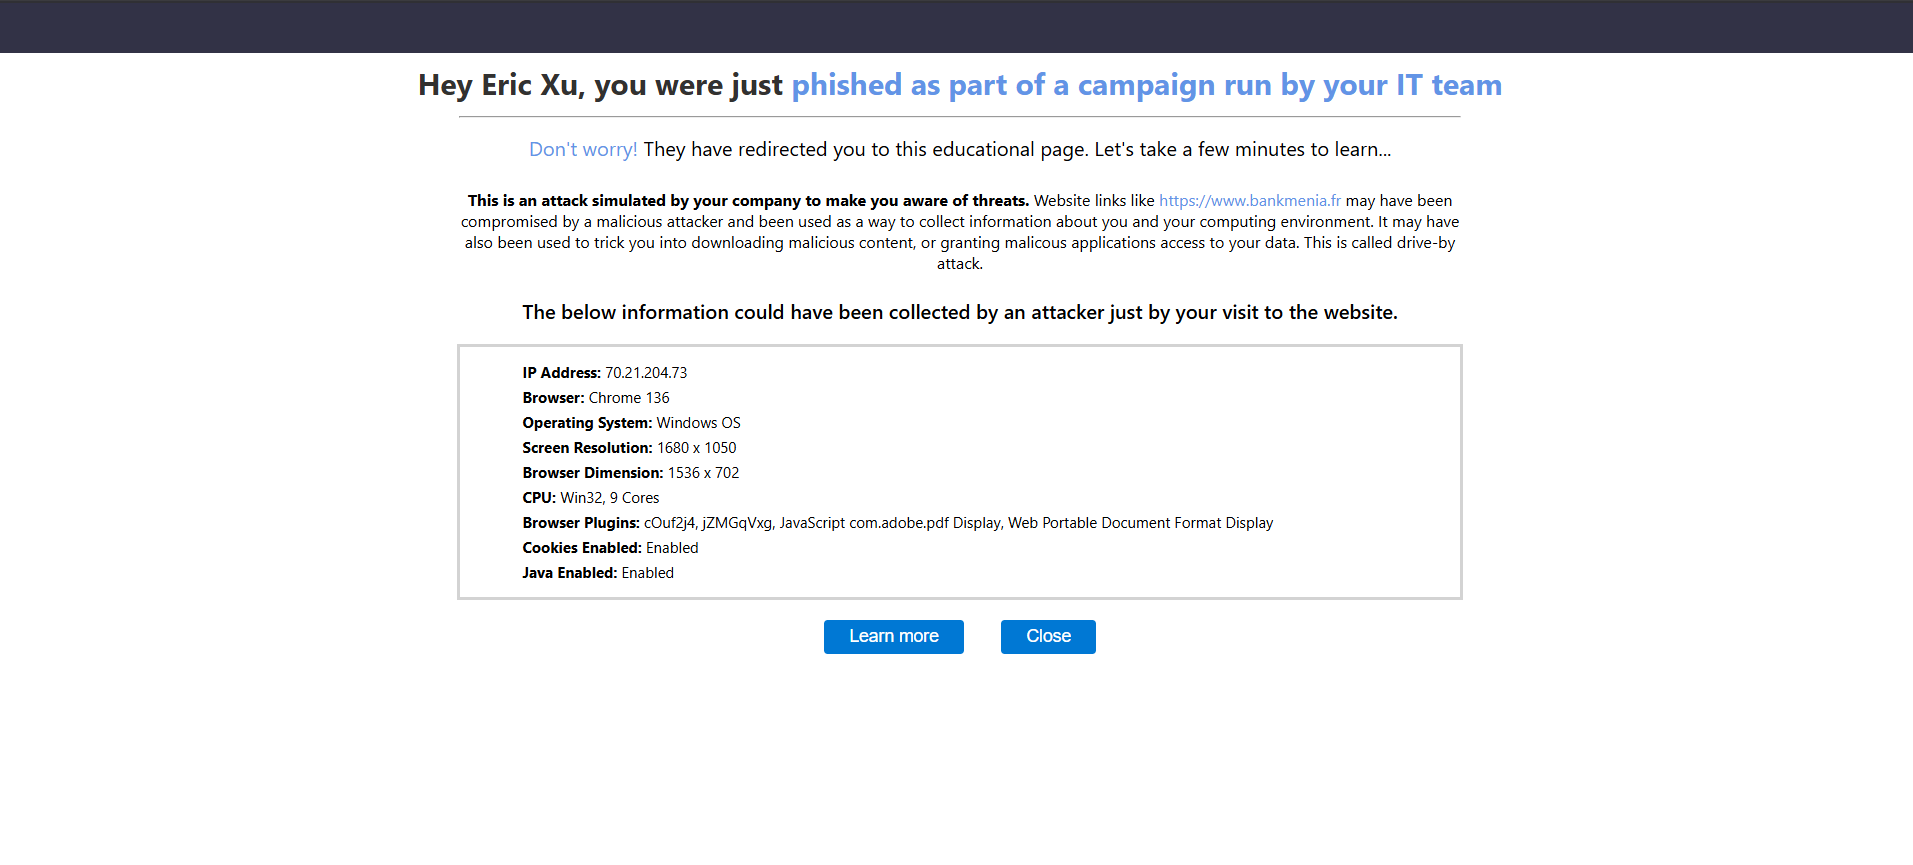 Hey Eric Xu, you were just phished as part of a campaign run by your IT team
Don't worry! They have redirected you to this educational page. Let's take a few minutes to learn...
This is an attack simulated by your company to make you aware of threats. Website links like https://www.bankmenia.fr may have been
compromised by a malicious attacker and been used as a way to collect information about you and your computing environment. It may have
also been used to trick you into downloading malicious content, or granting malicous applications access to your data. This is called drive-by
attack.
The below information could have been collected by an attacker just by your visit to the website.
IP Address: 70.21.204.73
Browser: Chrome 136
Operating System: Windows OS
Screen Resolution: 1680 x 1050
Browser Dimension: 1536 x 702
CPU: Win32, 9 Cores
Browser Plugins: cOuf2j4, jZMGqVxg, JavaScript com.adobe.pdf Display, Web Portable Document Format Display
Cookies Enabled: Enabled
Java Enabled: Enabled
Learn more
Close